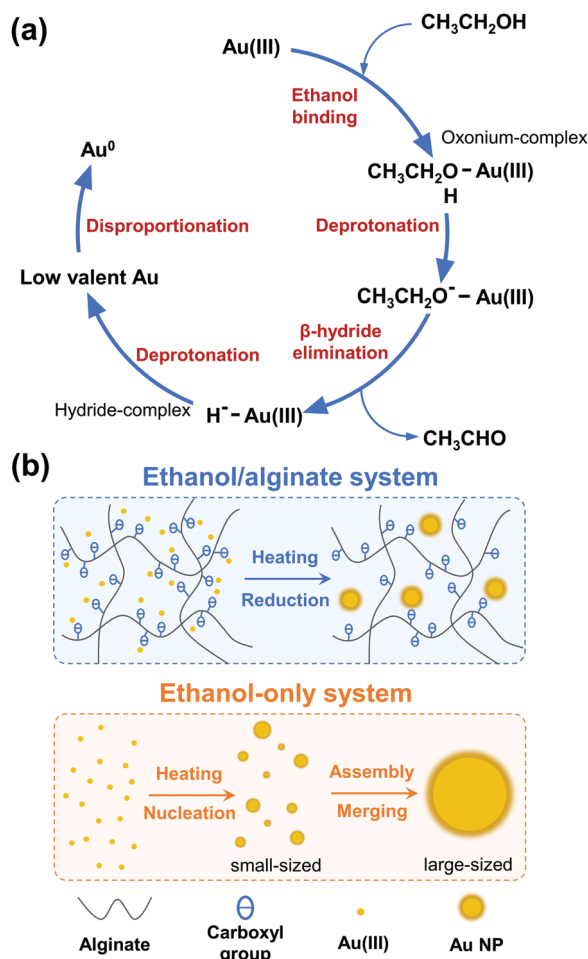 (a)
Au(III)
CH3CH2OH
Ethanol
binding
Oxonium-complex
CH₃CH₂O – Au(III)
H
Au⁰
Disproportionation
Deprotonation
Low valent Au
CH₃CH₂O⁻ – Au(III)
β-hydride
elimination
Deprotonation
Hydride-complex
H⁻ – Au(III)
CH₃CHO
(b)
Ethanol/alginate system
Heating
Reduction
Ethanol-only system
Heating
Nucleation
Assembly
Merging
small-sized
large-sized
Alginate
Carboxyl
group
Au(III)
Au NP